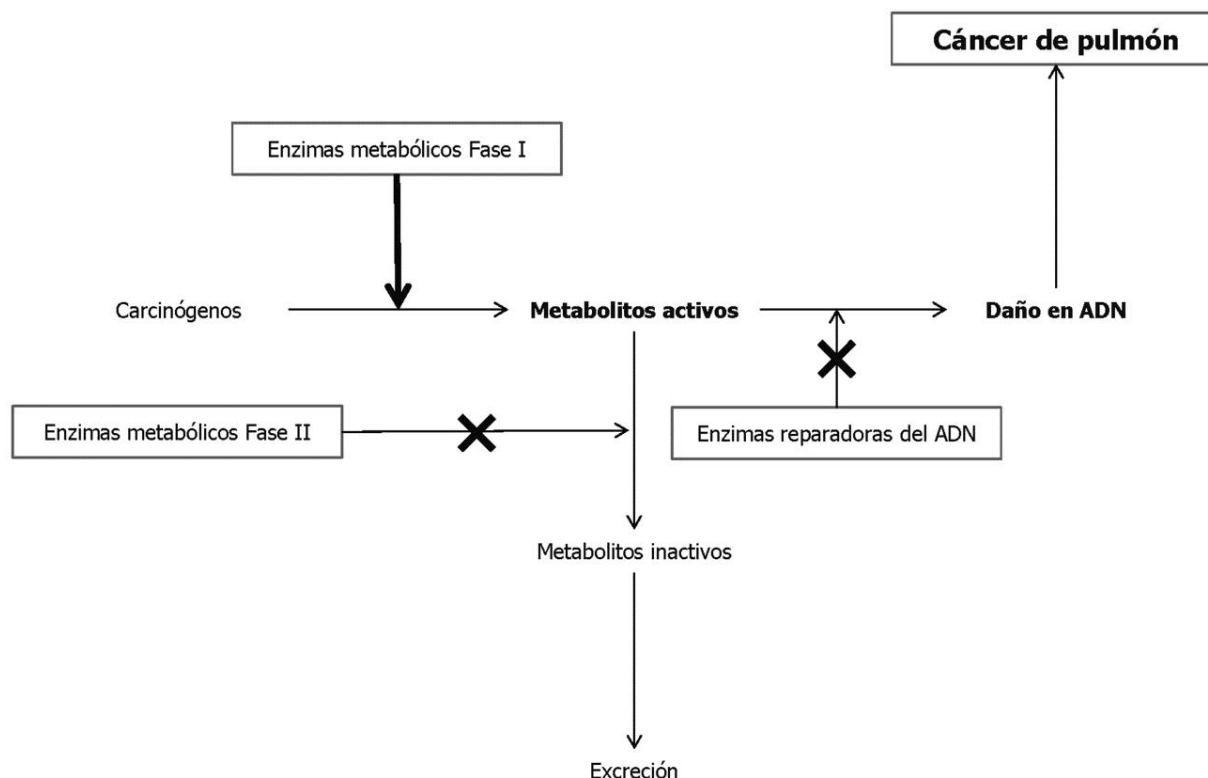 Cáncer de pulmón
Enzimas metabólicos Fase I
Carcinógenos
Metabolitos activos
Daño en ADN
Enzimas metabólicos Fase II
Enzimas reparadoras del ADN
Metabolitos inactivos
Excreción